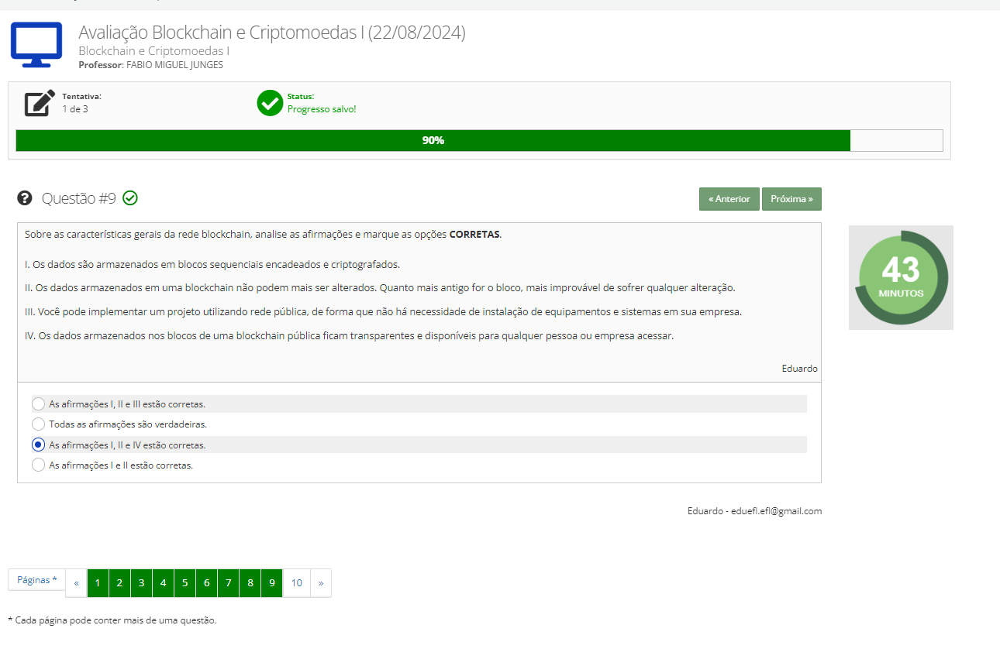 Avaliação Blockchain e Criptomoedas I (22/08/2024)
Blockchain e Criptomoedas I
Professor: FABIO MIGUEL JUNGES
Tentativa:
1 de 3
Status:
Progresso salvo!
90%
Questão #9
« Anterior
Próxima »
Sobre as características gerais da rede blockchain, analise as afirmações e marque as opções CORRETAS.
I. Os dados são armazenados em blocos sequenciais encadeados e criptografados.
II. Os dados armazenados em uma blockchain não podem mais ser alterados. Quanto mais antigo for o bloco, mais improvável de sofrer qualquer alteração.
III. Você pode implementar um projeto utilizando rede pública, de forma que não há necessidade de instalação de equipamentos e sistemas em sua empresa.
IV. Os dados armazenados nos blocos de uma blockchain pública ficam transparentes e disponíveis para qualquer pessoa ou empresa acessar.
Eduardo
43
MINUTOS
As afirmações I, II e III estão corretas.
Todas as afirmações são verdadeiras.
As afirmações I, II e IV estão corretas.
As afirmações I e II estão corretas.
Eduardo - eduefl.efl@gmail.com
Páginas * « 1 2 3 4 5 6 7 8 9 10 »
* Cada página pode conter mais de uma questão.